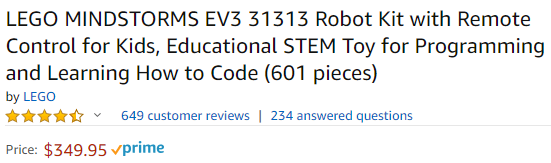 LEGO MINDSTORMS EV3 31313 Robot Kit with Remote
Control for Kids, Educational STEM Toy for Programming
and Learning How to Code (601 pieces)
by LEGO
649 customer reviews | 234 answered questions
Price: $349.95 prime